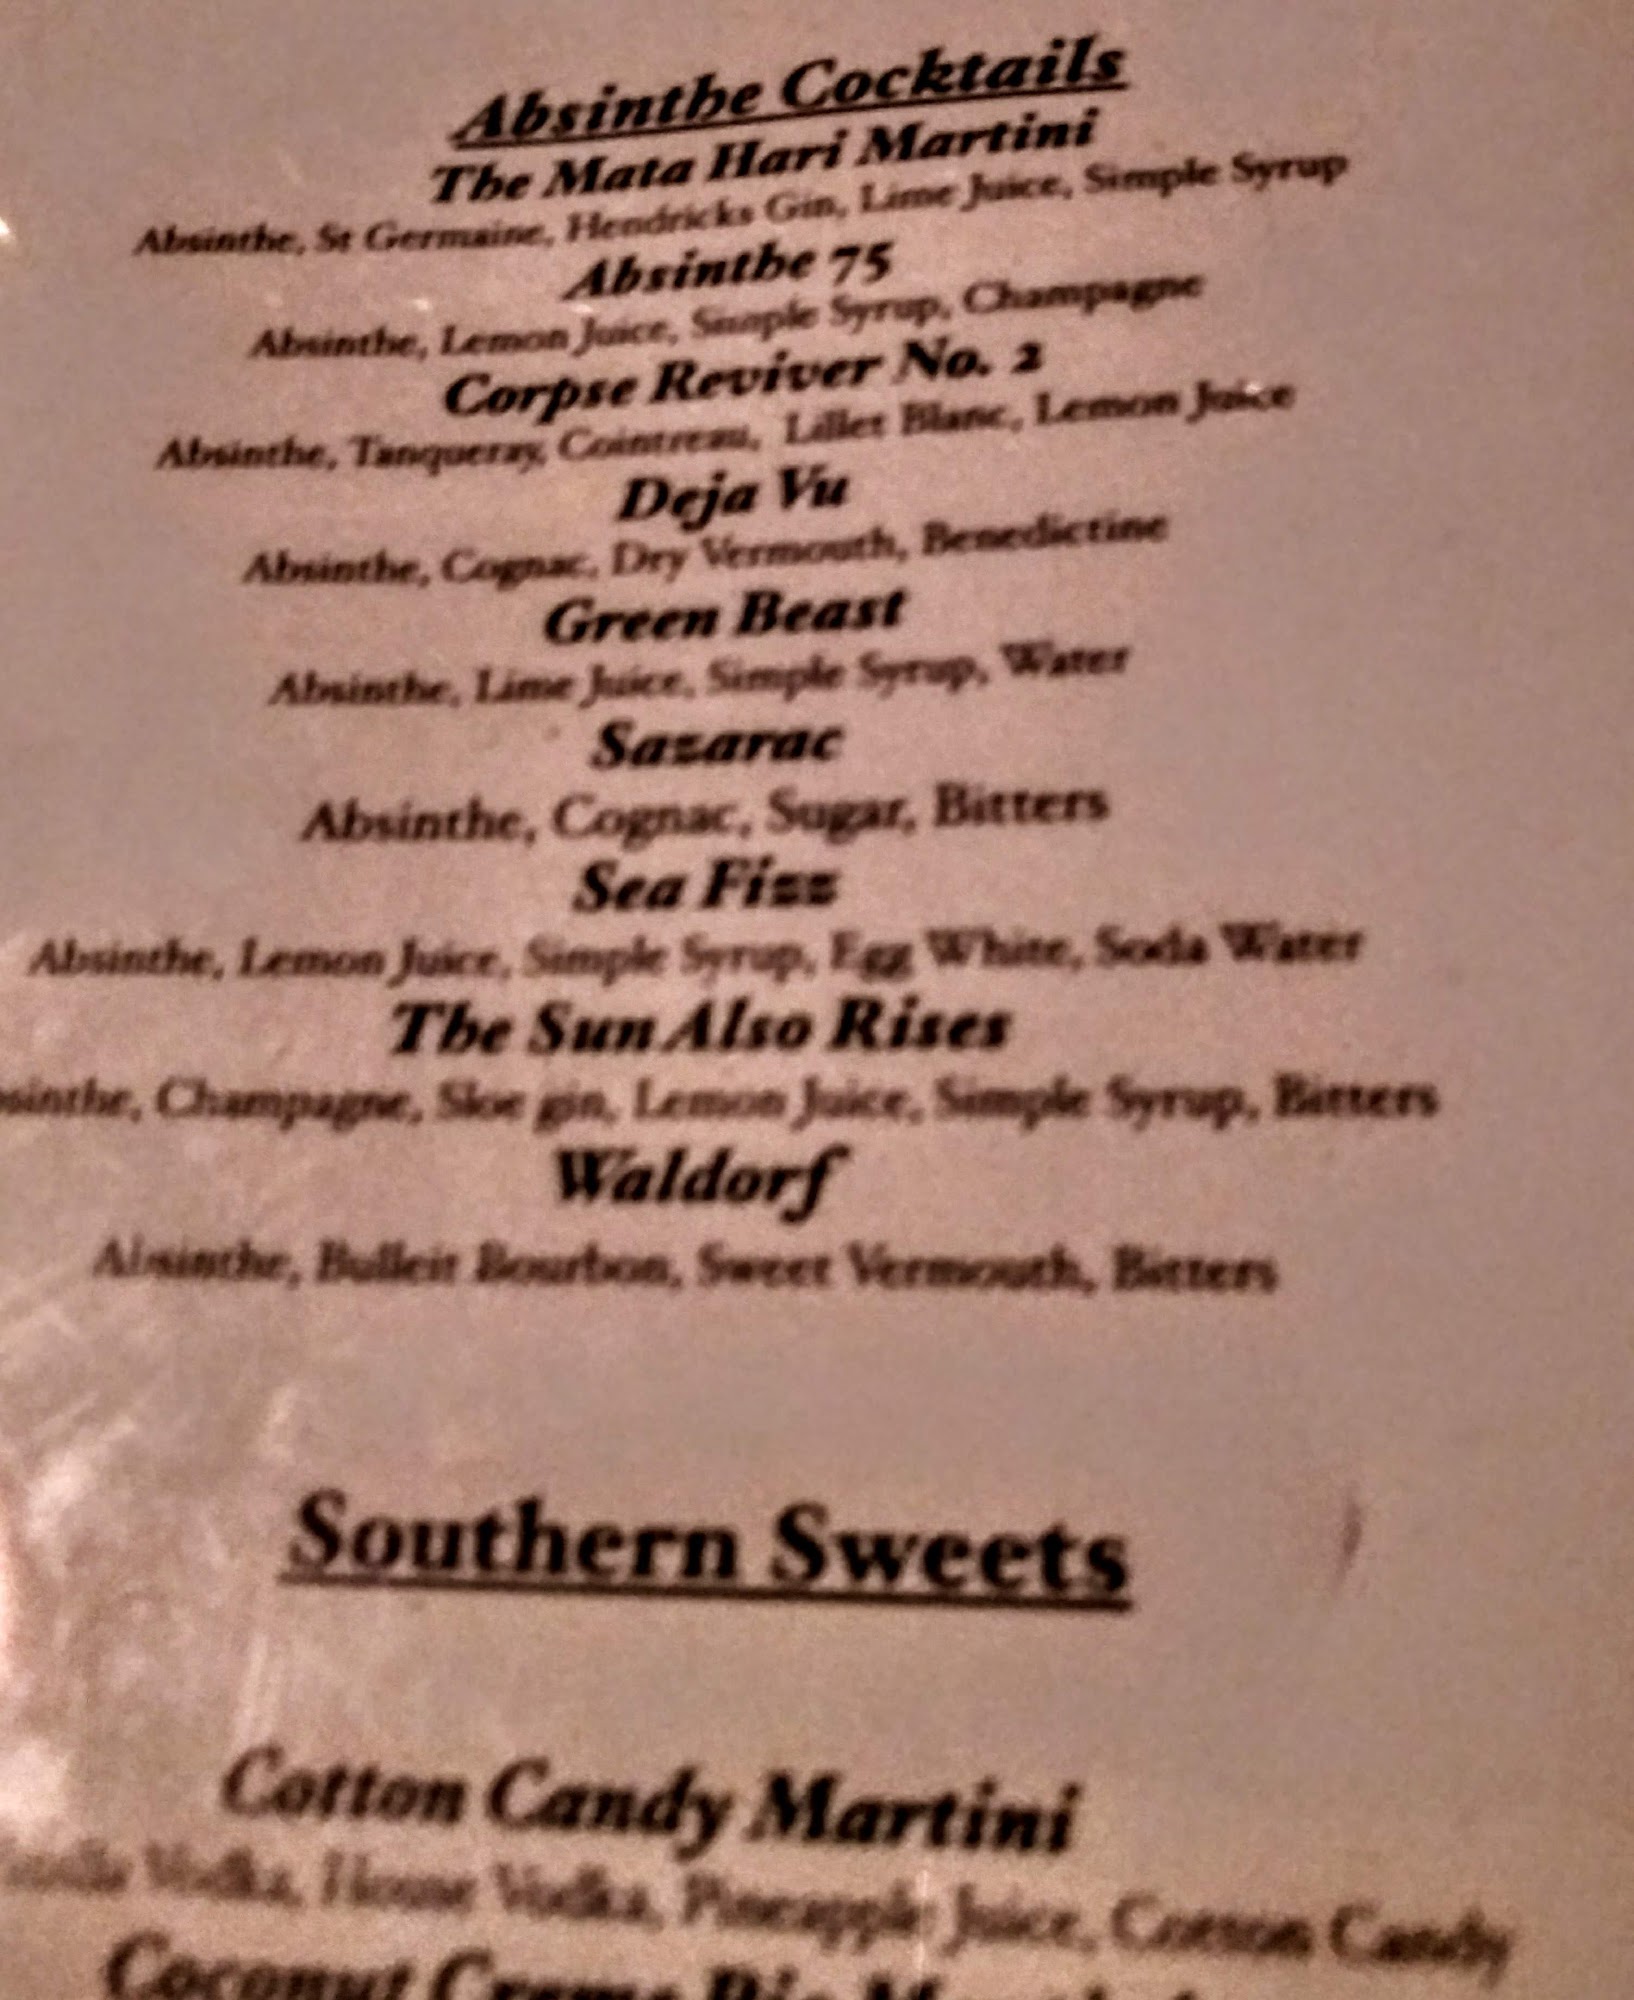 Absinthe Cocktails
The Mata Hari Martini
Absinthe, St Germaine, Hendricks Gin, Lime Juice, Simple Syrup
Absinthe 75
Absinthe, Lemon Juice, Simple Syrup, Champagne
Corpse Reviver No. 2
Absinthe, Tanqueray, Cointreau, Lillet Blanc, Lemon Juice
Deja Vu
Absinthe, Cognac, Dry Vermouth, Benedictine
Green Beast
Absinthe, Lime Juice, Simple Syrup, Water
Sazarac
Absinthe, Cognac, Sugar, Bitters
Sea Fizz
Absinthe, Lemon Juice, Simple Syrup, Egg White, Soda Water
The Sun Also Rises
bsinthe, Champagne, Sloe gin, Lemon Juice, Simple Syrup, Bitters
Waldorf
Absinthe, Bulleit Bourbon, Sweet Vermouth, Bitters
Southern Sweets
Cotton Candy Martini
Vodka, House Vodka, Pineapple Juice, Cotton Candy
Coconut Creme Pie